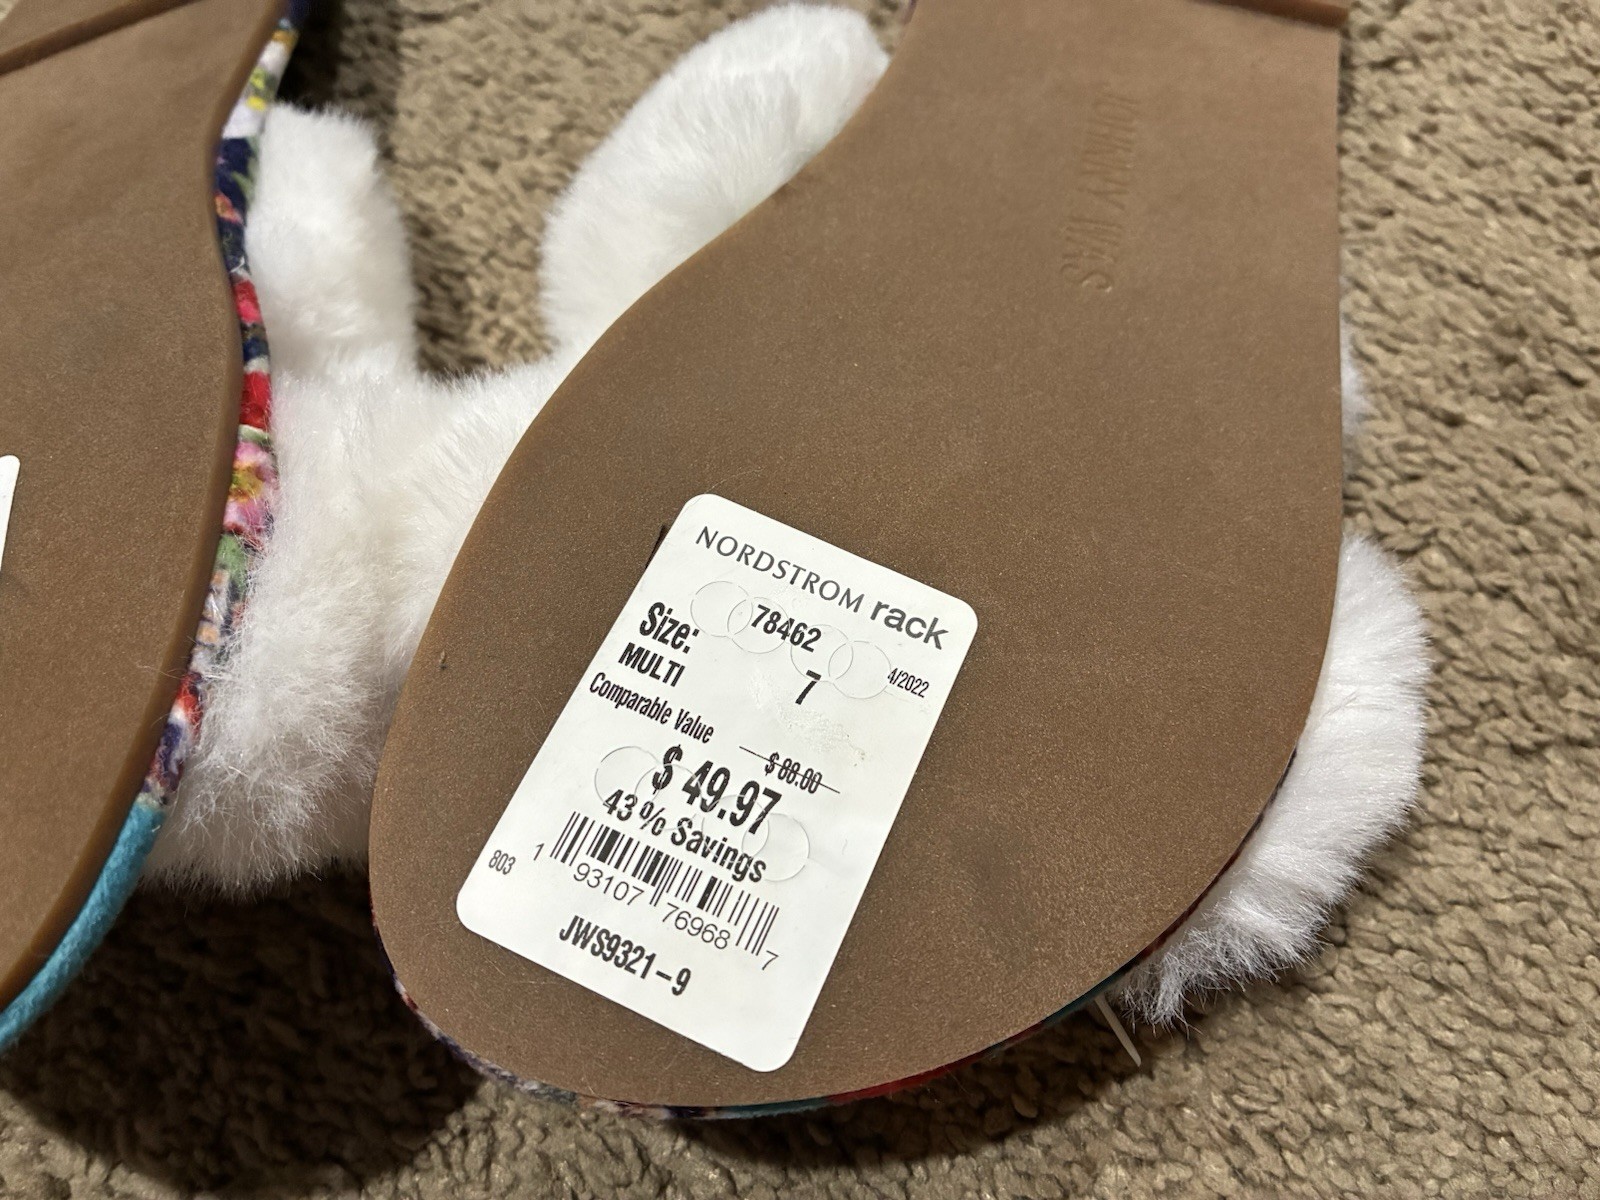 JOHNNY WAS
NORDSTROM rack
78462
Size: 7 4/2022
MULTI
Comparable Value $ 88.00
$ 49.97
43% Savings
803 1 93107 76968 7
JWS9321-9